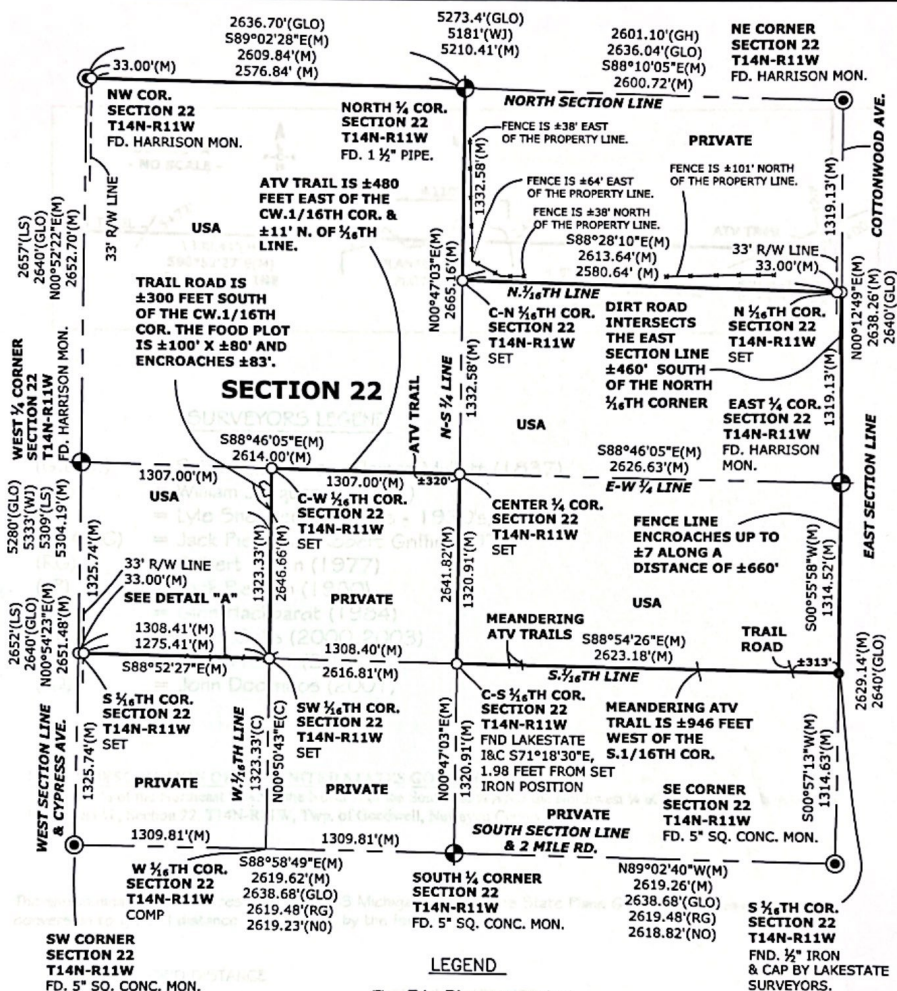 2636.70'(GLO)
S89°02'28"E(M)
2609.84'(M)
2576.84' (M)
33.00'(M)
5273.4'(GLO)
5181'(WJ)
5210.41'(M)
2601.10'(GH)
2636.04'(GLO)
S88°10'05"E(M)
2600.72'(M)
NE CORNER
SECTION 22
T14N-R11W
FD. HARRISON MON.
NORTH SECTION LINE
NW COR.
SECTION 22
T14N-R11W
FD. HARRISON MON.
NORTH ¼ COR.
SECTION 22
T14N-R11W
FD. 1 ½" PIPE.
FENCE IS ±38' EAST
OF THE PROPERTY LINE.
PRIVATE
COTTONWOOD AVE.
FENCE IS ±101' NORTH
OF THE PROPERTY LINE.
FENCE IS ±64' EAST
OF THE PROPERTY LINE.
FENCE IS ±38' NORTH
OF THE PROPERTY LINE.
1332.58'(M)
1319.13'(M)
33' R/W LINE
USA
ATV TRAIL IS ±480
FEET EAST OF THE
CW.1/16TH COR. &
±11' N. OF 1/16TH
LINE.
S88°28'10"E(M)
2613.64'(M)
2580.64' (M)
33' R/W LINE
33.00'(M)
N.1/16TH LINE
2657'(LS)
2640'(GLO)
N00°52'22"E(M)
2652.70'(M)
TRAIL ROAD IS
±300 FEET SOUTH
OF THE CW.1/16TH
COR. THE FOOD PLOT
IS ±100' X ±80' AND
ENCROACHES ±83'.
N00°47'03"E(M)
2665.16'(M)
C-N 1/16TH COR.
SECTION 22
T14N-R11W
SET
DIRT ROAD
INTERSECTS
THE EAST
SECTION LINE
±460' SOUTH
OF THE NORTH
1/16TH CORNER
N 1/16TH COR.
SECTION 22
T14N-R11W
SET
N00°12'49"E(M)
2638.26'(M)
2640'(GLO)
1319.13'(M)
WEST ¼ CORNER
SECTION 22
T14N-R11W
FD. HARRISON MON.
SECTION 22
1332.58'(M)
N-S ¼ LINE
ATV TRAIL
USA
EAST ¼ COR.
SECTION 22
T14N-R11W
FD. HARRISON
MON.
S88°46'05"E(M)
2614.00'(M)
1307.00'(M)
1307.00'(M)
±320'
S88°46'05"E(M)
2626.63'(M)
E-W ¼ LINE
EAST SECTION LINE
USA
C-W 1/16TH COR.
SECTION 22
T14N-R11W
SET
CENTER ¼ COR.
SECTION 22
T14N-R11W
SET
FENCE LINE
ENCROACHES UP TO
±7 ALONG A
DISTANCE OF ±660'
5280'(GLO)
5333'(WJ)
5309'(LS)
5304.19'(M)
1325.74'(M)
33' R/W LINE
33.00'(M)
SEE DETAIL "A"
1323.33'(M)
2646.66'(M)
PRIVATE
2641.82'(M)
1320.91'(M)
USA
S00°55'58"W(M)
1314.52'(M)
2652'(LS)
2640'(GLO)
N00°54'23"E(M)
2651.48'(M)
1308.41'(M)
1275.41'(M)
S88°52'27"E(M)
1308.40'(M)
2616.81'(M)
MEANDERING
ATV TRAILS
S88°54'26"E(M)
2623.18'(M)
TRAIL
ROAD
±313'
S.1/16TH LINE
2629.14'(M)
2640'(GLO)
S 1/16TH COR.
SECTION 22
T14N-R11W
SET
SW 1/16TH COR.
SECTION 22
T14N-R11W
SET
C-S 1/16TH COR.
SECTION 22
T14N-R11W
FND LAKESTATE
I&C S71°18'30"E,
1.98 FEET FROM SET
IRON POSITION
MEANDERING ATV
TRAIL IS ±946 FEET
WEST OF THE
S.1/16TH COR.
WEST SECTION LINE
& CYPRESS AVE.
1325.74'(M)
W.1/16TH LINE
1323.33'(C)
N00°50'43"E(C)
N00°47'03"E(M)
1320.91'(M)
S00°57'13"W(M)
1314.63'(M)
PRIVATE
PRIVATE
PRIVATE
SE CORNER
SECTION 22
T14N-R11W
FD. 5" SQ. CONC. MON.
1309.81'(M)
1309.81'(M)
SOUTH SECTION LINE
& 2 MILE RD.
W 1/16TH COR.
SECTION 22
T14N-R11W
COMP
S88°58'49"E(M)
2619.62'(M)
2638.68'(GLO)
2619.48'(RG)
2619.23'(NO)
SOUTH ¼ CORNER
SECTION 22
T14N-R11W
FD. 5" SQ. CONC. MON.
N89°02'40"W(M)
2619.26'(M)
2638.68'(GLO)
2619.48'(RG)
2618.82'(NO)
S 1/16TH COR.
SECTION 22
T14N-R11W
FND. ½" IRON
& CAP BY LAKESTATE
SURVEYORS.
SW CORNER
SECTION 22
T14N-R11W
FD. 5" SQ. CONC. MON.
LEGEND